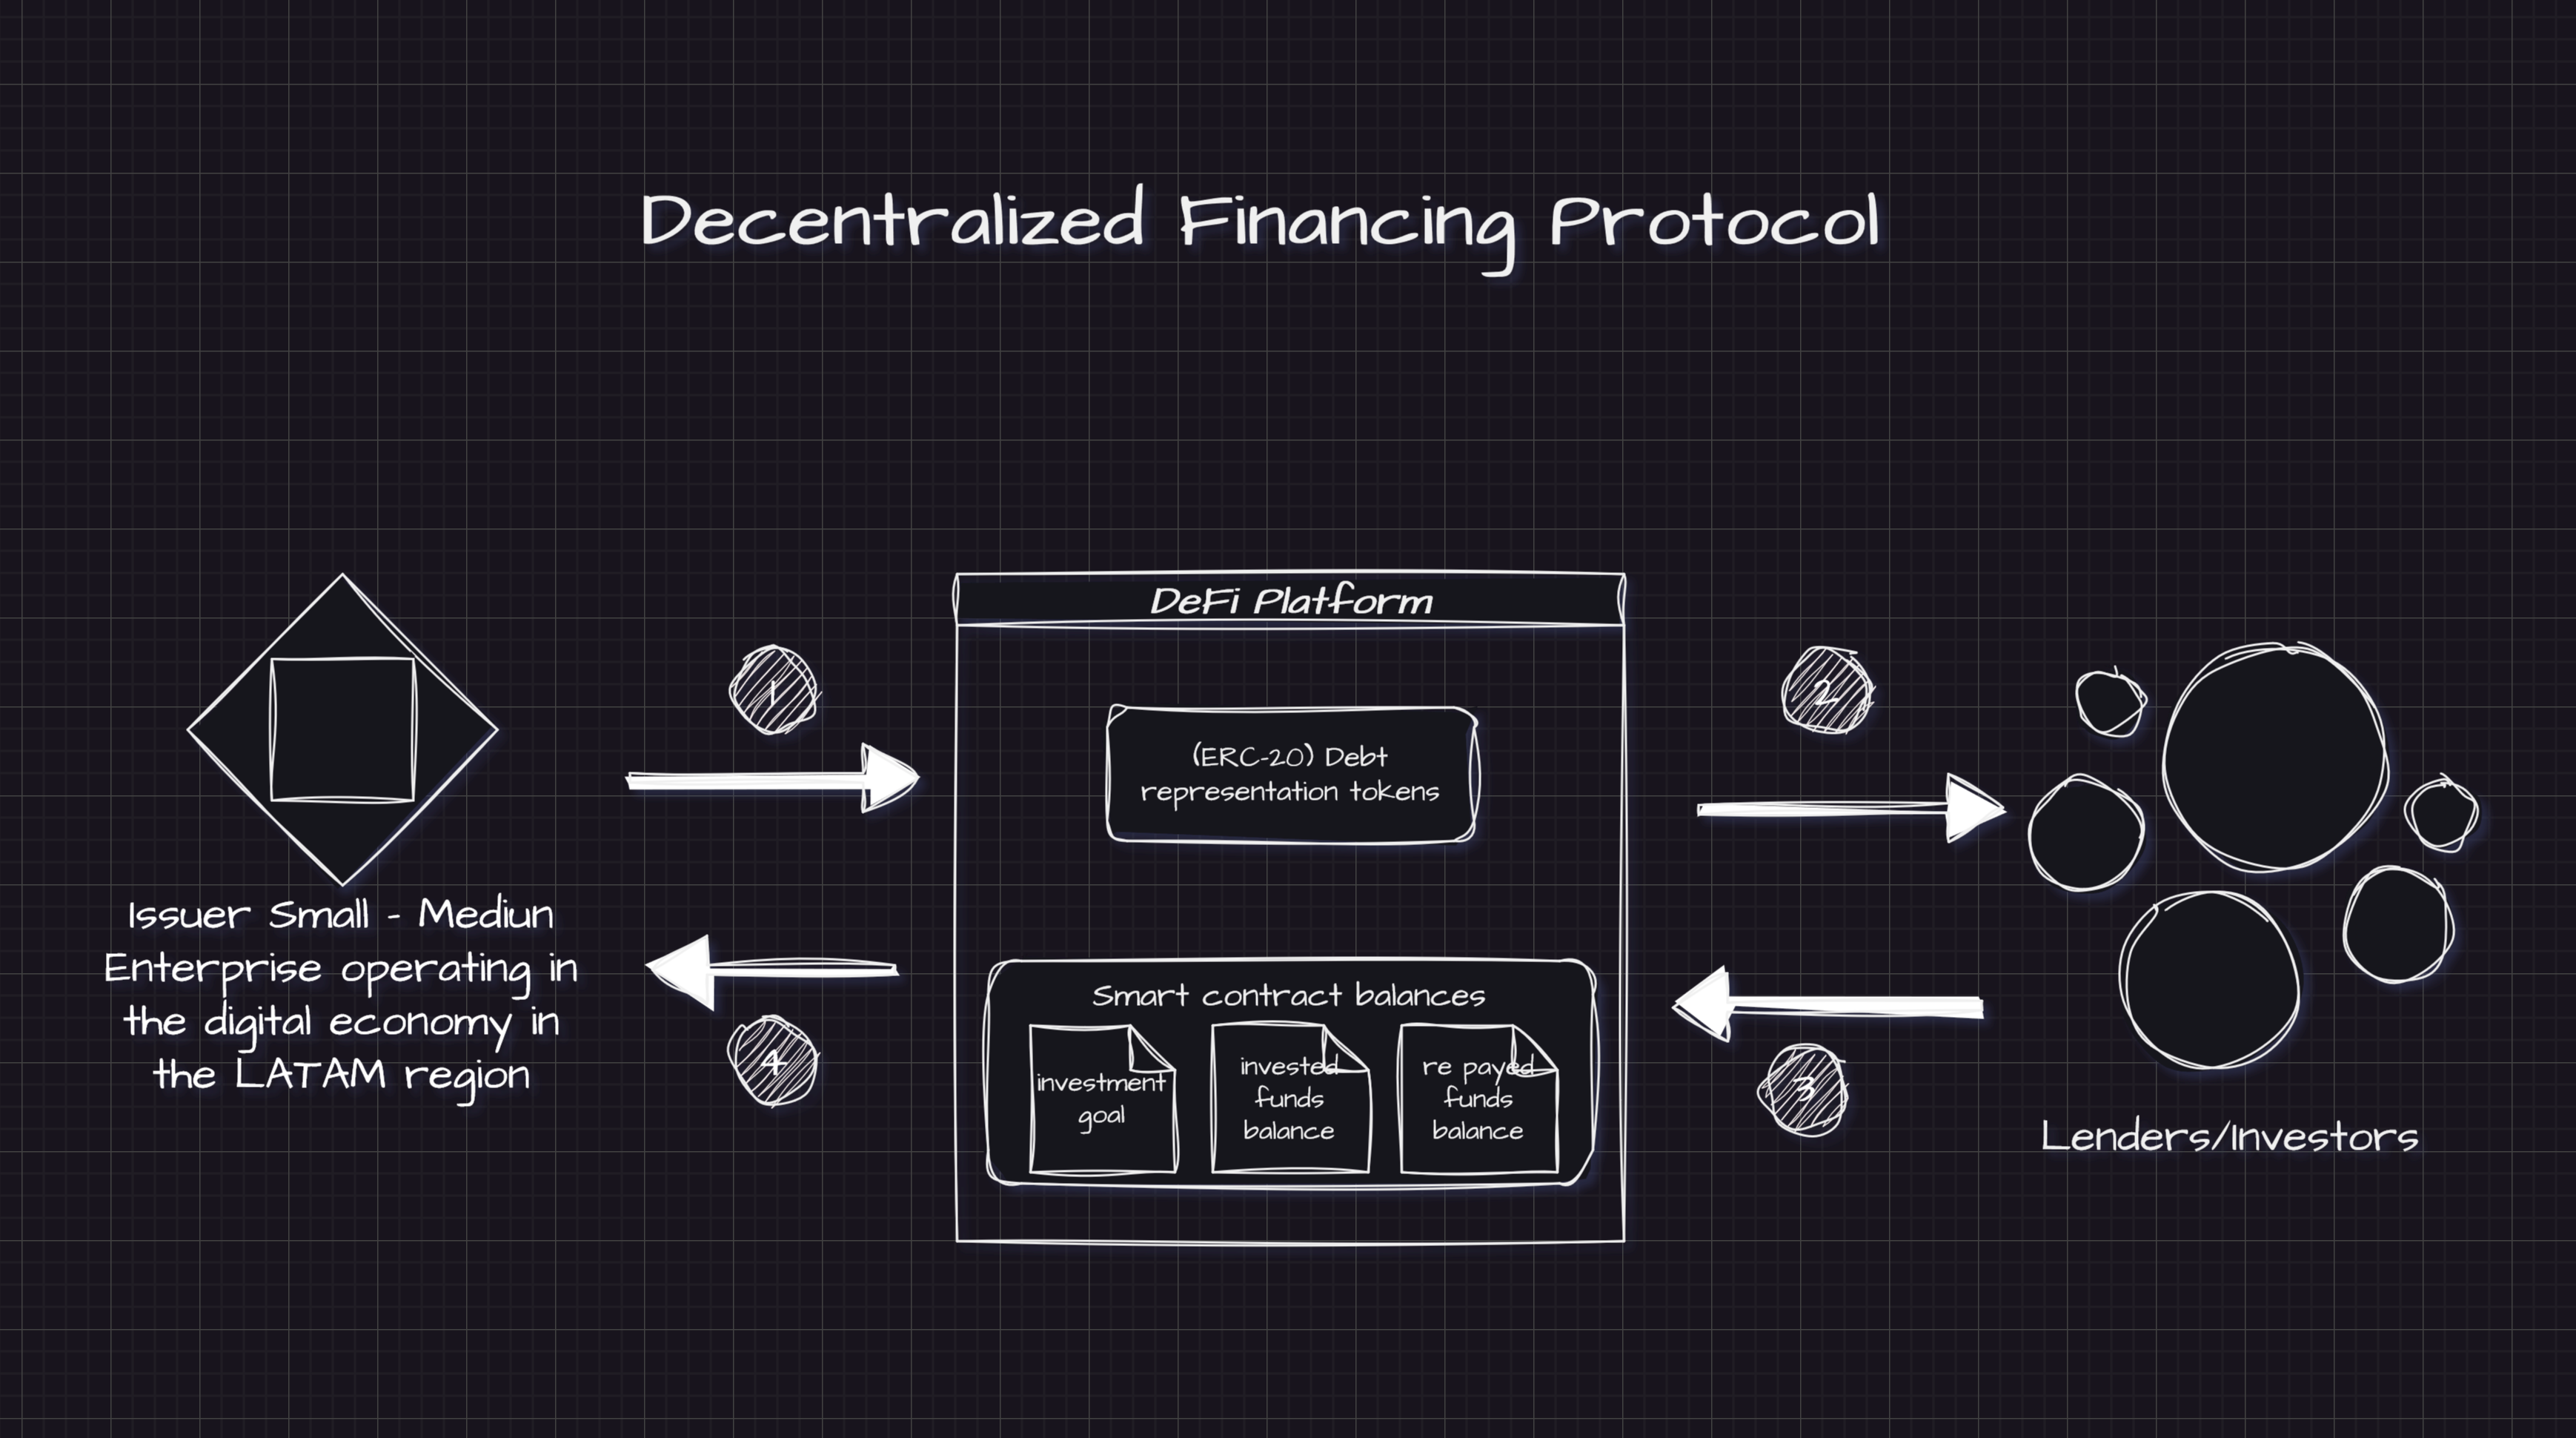 Decentralized Financing Protocol
DeFi Platform
1
2
(ERC-20) Debt
representation tokens
Issuer Small - Mediun
Enterprise operating in
the digital economy in
the LATAM region
4
Smart contract balances
investment
goal
invested
funds
balance
re payed
funds
balance
3
Lenders/Investors